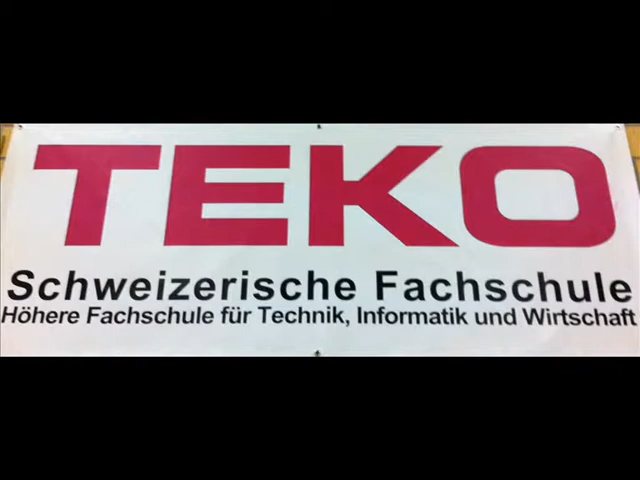 TEKO
Schweizerische Fachschule
Höhere Fachschule für Technik, Informatik und Wirtschaft